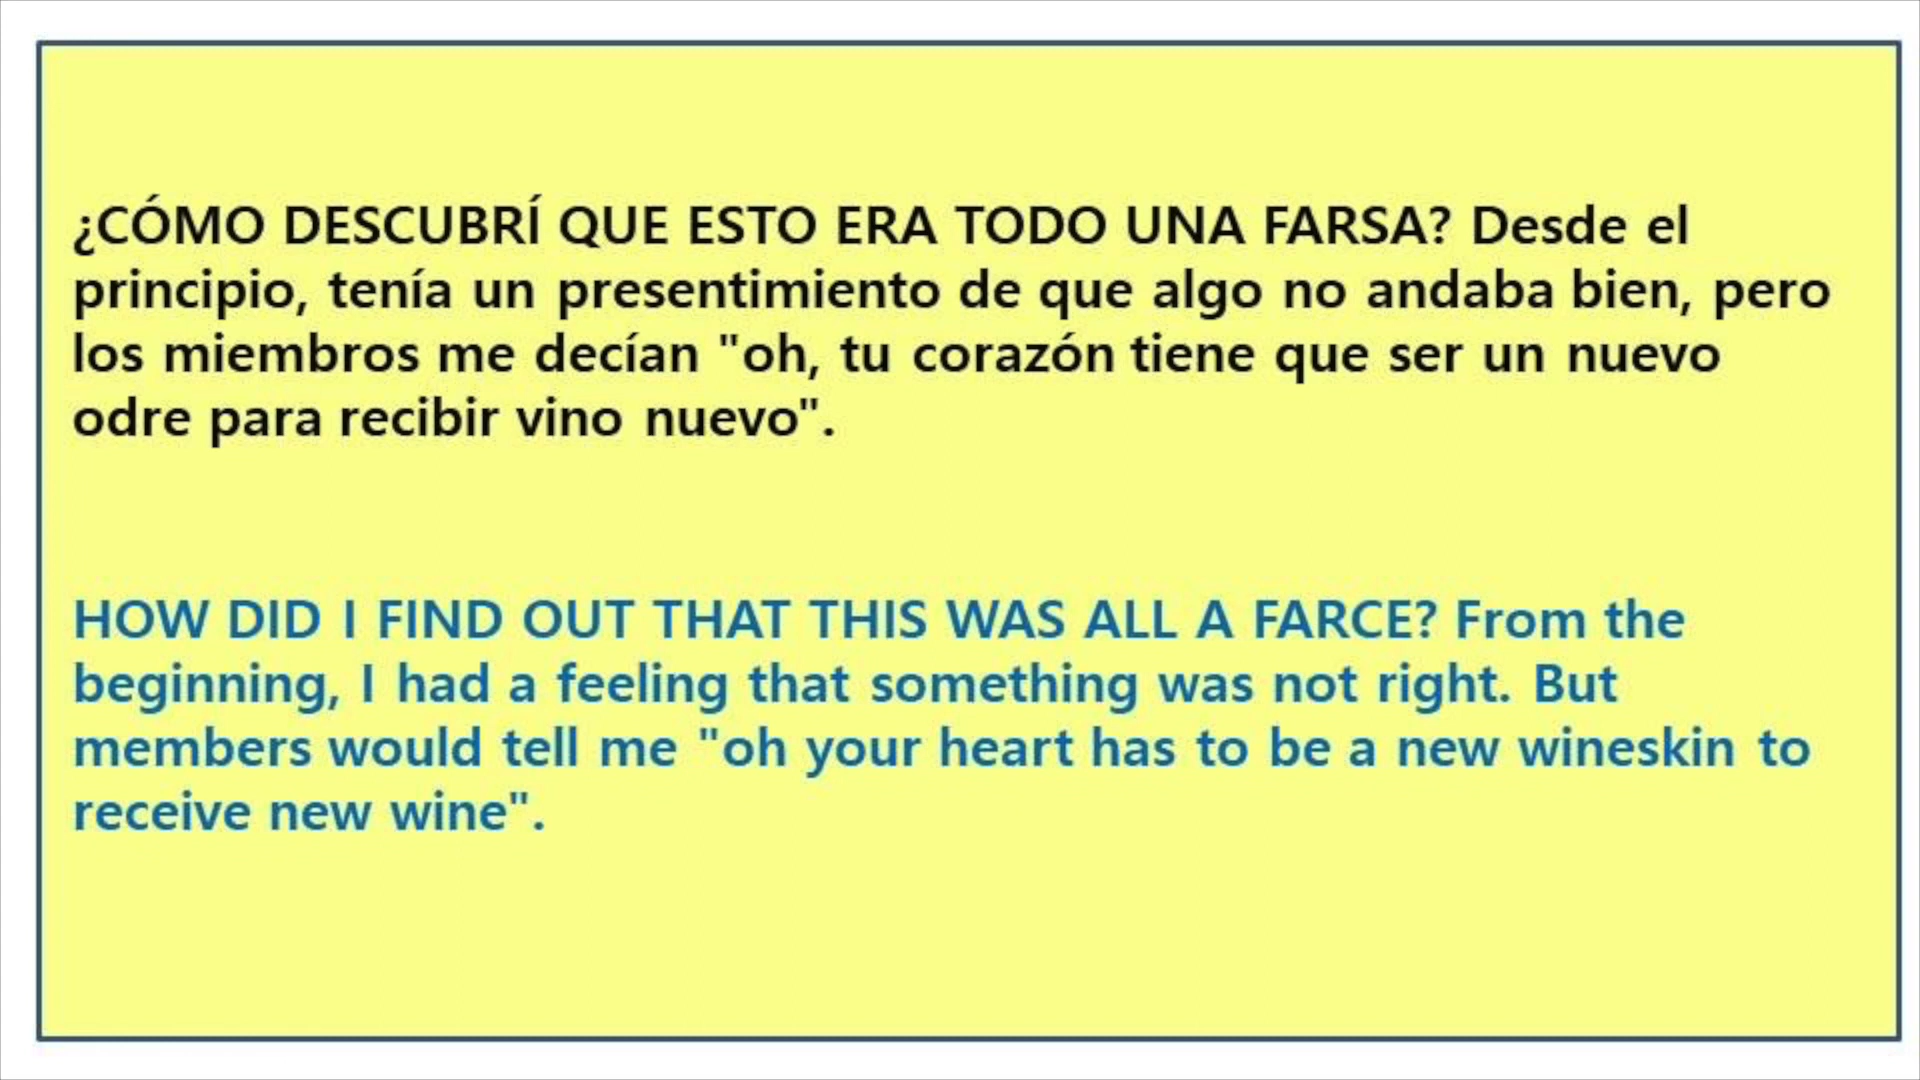 ¿CÓMO DESCUBRÍ QUE ESTO ERA TODO UNA FARSA? Desde el
principio, tenía un presentimiento de que algo no andaba bien, pero
los miembros me decían "oh, tu corazón tiene que ser un nuevo
odre para recibir vino nuevo".
HOW DID I FIND OUT THAT THIS WAS ALL A FARCE? From the
beginning, I had a feeling that something was not right. But
members would tell me "oh your heart has to be a new wineskin to
receive new wine".